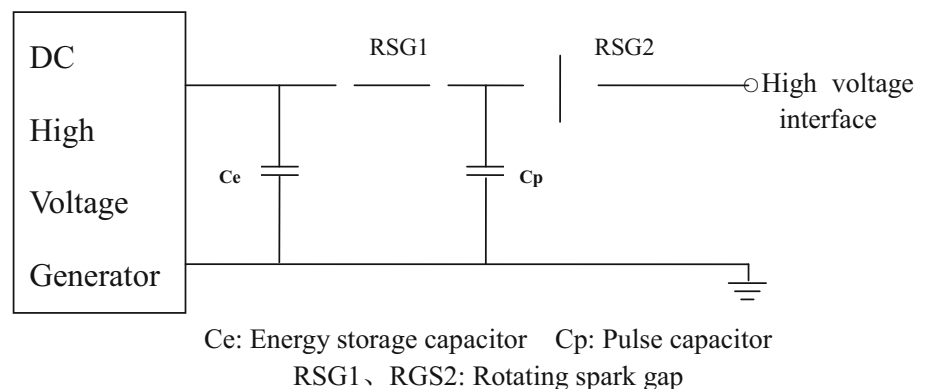 DC
High
Voltage
Generator
RSG1
RSG2
High voltage
interface
Ce
Cp
Ce: Energy storage capacitor Cp: Pulse capacitor
RSG1、RGS2: Rotating spark gap